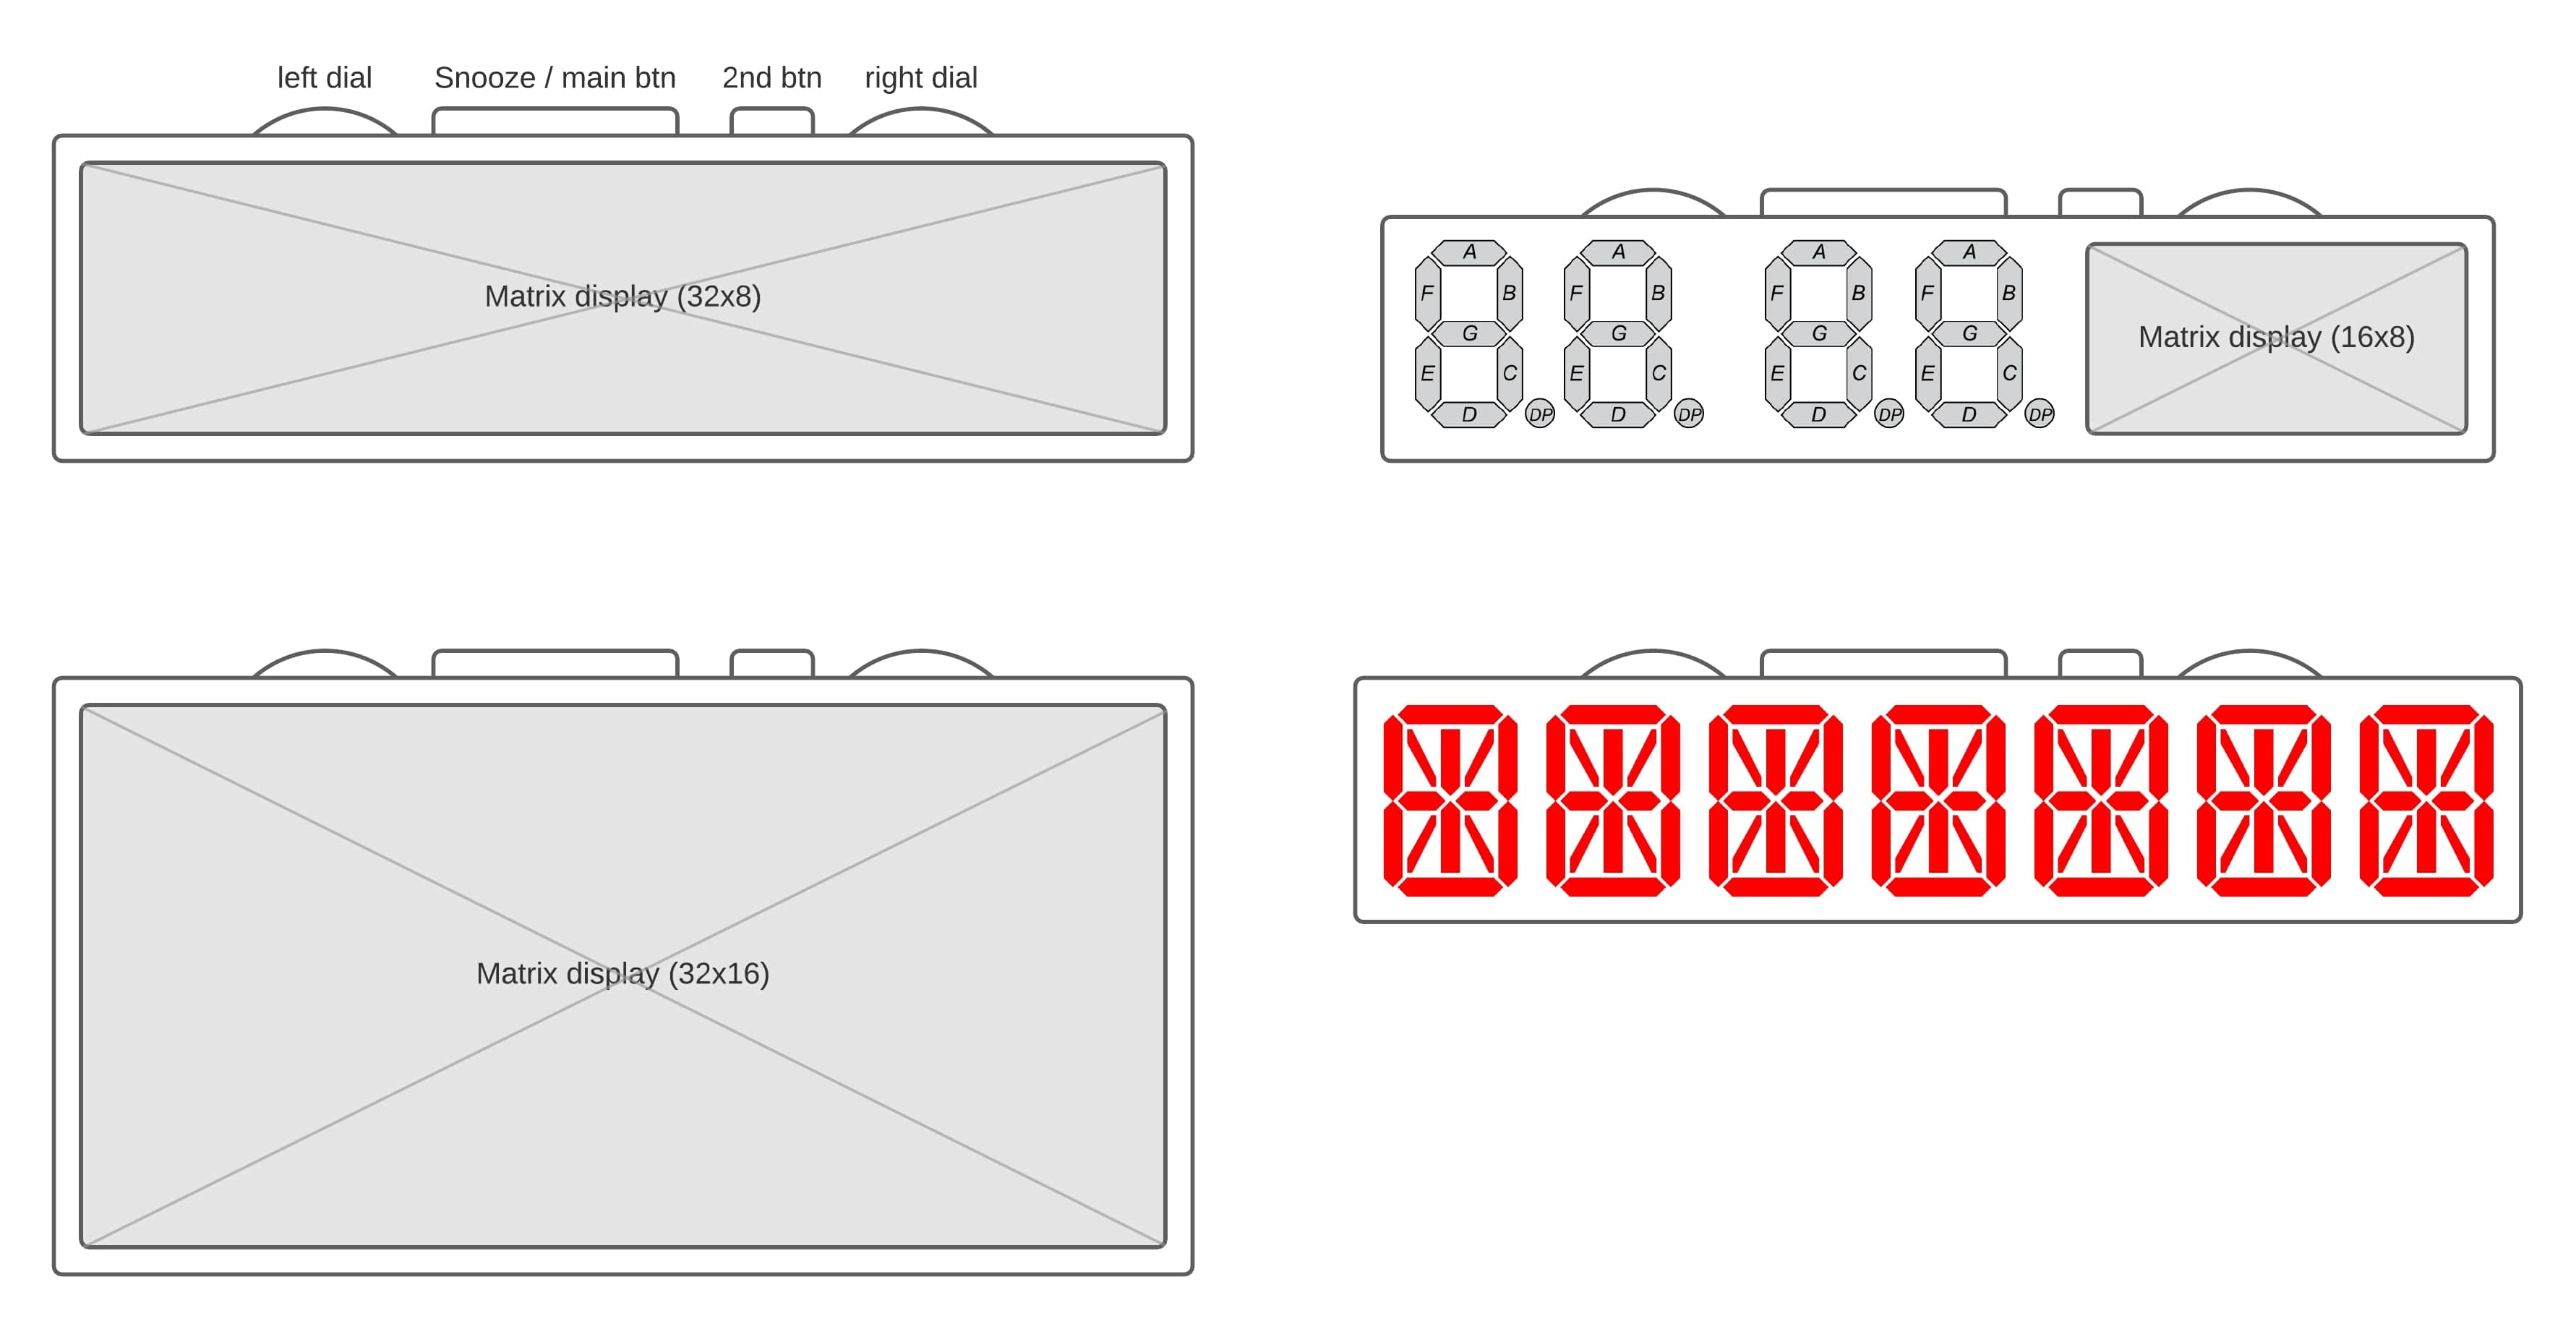 left dial Snooze / main btn 2nd btn right dial
Matrix display (32x8)
A A A A
F B F B F B F B
G G G G
Matrix display (16x8)
E C E C E C E C
D DP D DP D DP D DP
Matrix display (32x16)